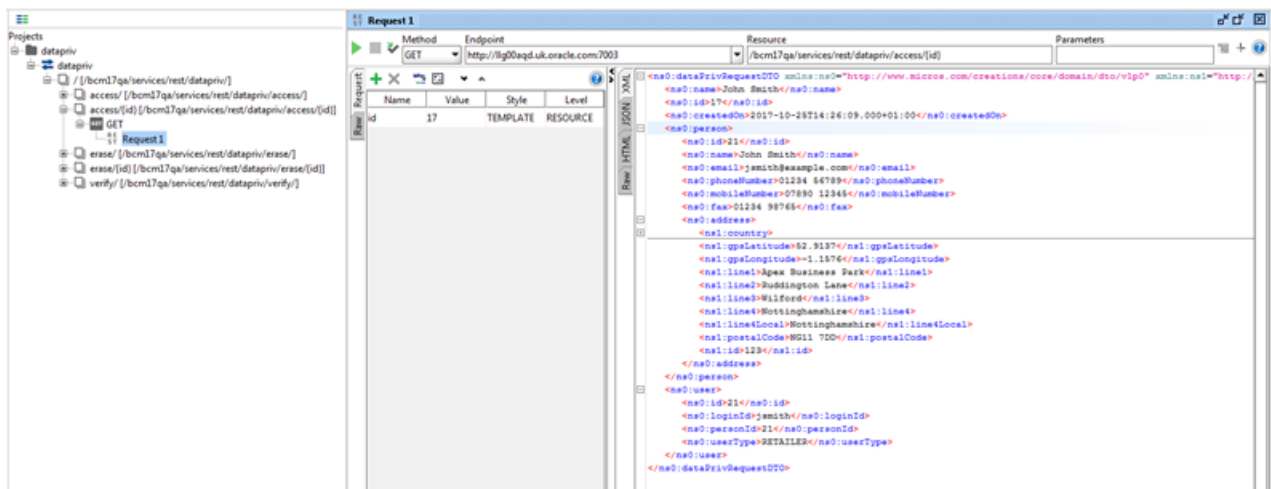 Projects
datapriv
datapriv
/ [/bcm17qa/services/rest/datapriv/]
access/ [/bcm17qa/services/rest/datapriv/access/]
access/{id} [/bcm17qa/services/rest/datapriv/access/{id}]
GET GET
Request 1
erase/ [/bcm17qa/services/rest/datapriv/erase/]
erase/{id} [/bcm17qa/services/rest/datapriv/erase/{id}]
verify/ [/bcm17qa/services/rest/datapriv/verify/]
Request 1
Method Endpoint Resource Parameters
GET http://llg00aqd.uk.oracle.com:7003 /bcm17qa/services/rest/datapriv/access/{id}
Request
Raw
Name Value Style Level
id 17 TEMPLATE RESOURCE
XML
JSON
HTML
Raw
<ns0:dataPrivRequestDTO xmlns:ns0="http://www.micros.com/creations/core/domain/dto/v1p0" xmlns:ns1="http:/
<ns0:name>John Smith</ns0:name>
<ns0:id>17</ns0:id>
<ns0:createdOn>2017-10-25T14:26:09.000+01:00</ns0:createdOn>
<ns0:person>
<ns0:id>21</ns0:id>
<ns0:name>John Smith</ns0:name>
<ns0:email>jsmith@example.com</ns0:email>
<ns0:phoneNumber>01234 56789</ns0:phoneNumber>
<ns0:mobileNumber>07890 12345</ns0:mobileNumber>
<ns0:fax>01234 98765</ns0:fax>
<ns0:address>
<ns1:country>
<ns1:gpsLatitude>52.9137</ns1:gpsLatitude>
<ns1:gpsLongitude>-1.1576</ns1:gpsLongitude>
<ns1:line1>Apex Business Park</ns1:line1>
<ns1:line2>Ruddington Lane</ns1:line2>
<ns1:line3>Wilford</ns1:line3>
<ns1:line4>Nottinghamshire</ns1:line4>
<ns1:line4Local>Nottinghamshire</ns1:line4Local>
<ns1:postalCode>NG11 7DD</ns1:postalCode>
<ns1:id>123</ns1:id>
</ns0:address>
</ns0:person>
<ns0:user>
<ns0:id>21</ns0:id>
<ns0:loginId>jsmith</ns0:loginId>
<ns0:personId>21</ns0:personId>
<ns0:userType>RETAILER</ns0:userType>
</ns0:user>
</ns0:dataPrivRequestDTO>